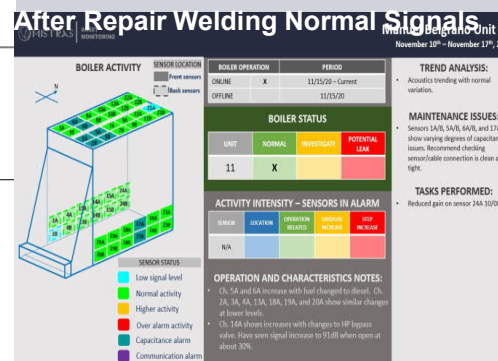 After Repair Welding Normal Signals
MISTRAS
MONITORING
Belgrano Unit
November 10th – November 17th, 2
BOILER ACTIVITY
SENSOR LOCATION
Front sensors
Back sensors
N
SENSOR STATUS
Low signal level
Normal activity
Higher activity
Over alarm activity
Capacitance alarm
Communication alarm
BOILER OPERATION PERIOD
ONLINE X 11/15/20 – Current
OFFLINE 11/15/20
BOILER STATUS
UNIT NORMAL INVESTIGATE POTENTIAL LEAK
11 X
ACTIVITY INTENSITY – SENSORS IN ALARM
SENSOR LOCATION OPERATION RELATED GRADUAL INCREASE STEP INCREASE
N/A
OPERATION AND CHARACTERISTICS NOTES:
• Ch. 5A and 6A increase with fuel changed to diesel. Ch.
2A, 3A, 4A, 13A, 18A, 19A, and 20A show similar changes
at lower levels.
• Ch. 14A shows increases with changes to HP bypass
valve. Have seen signal increase to 91dB when open at
about 30%.
TREND ANALYSIS:
• Acoustics trending with normal
variation.
MAINTENANCE ISSUES:
• Sensors 1A/B, 5A/B, 6A/B, and 17A
show varying degrees of capacitan
issues. Recommend checking
sensor/cable connection is clean a
tight.
TASKS PERFORMED:
• Reduced gain on sensor 24A